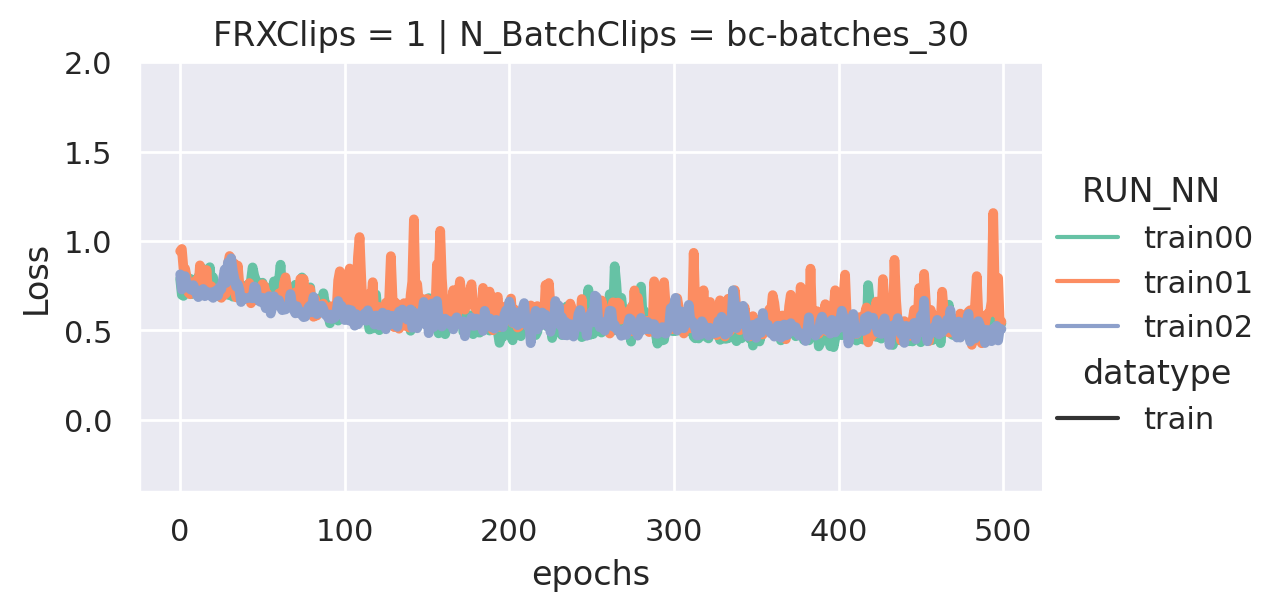 FRXClips = 1 | N_BatchClips = bc-batches_30
2.0
1.5
1.0
0.5
0.0
Loss
0 100 200 300 400 500
epochs
RUN_NN
train00
train01
train02
datatype
train